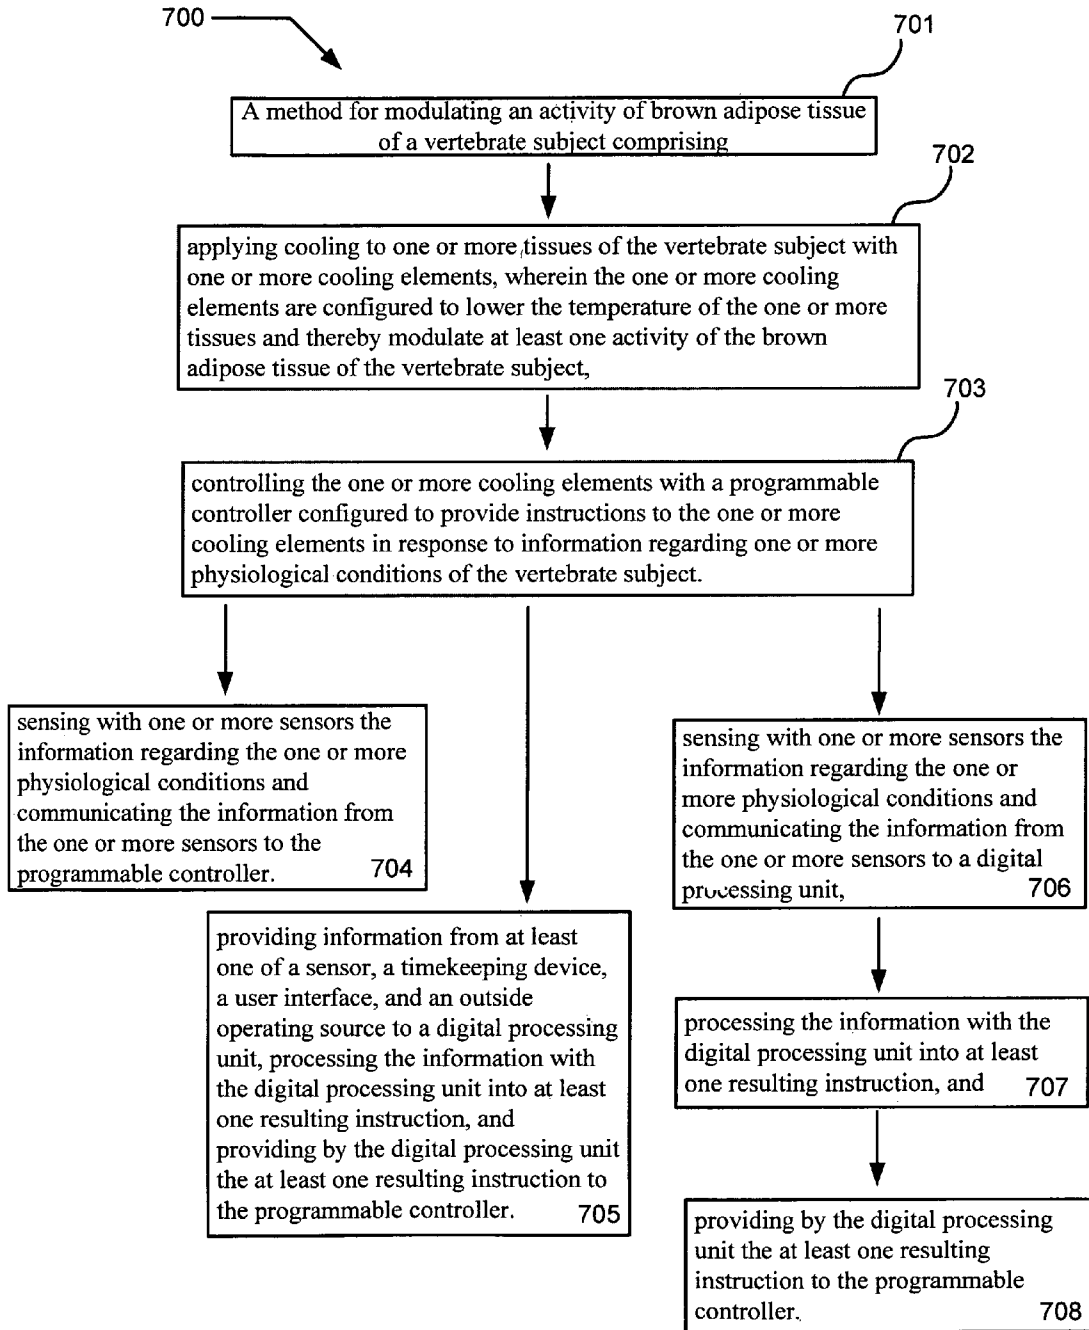 700
701
A method for modulating an activity of brown adipose tissue
of a vertebrate subject comprising
702
applying cooling to one or more tissues of the vertebrate subject with
one or more cooling elements, wherein the one or more cooling
elements are configured to lower the temperature of the one or more
tissues and thereby modulate at least one activity of the brown
adipose tissue of the vertebrate subject,
703
controlling the one or more cooling elements with a programmable
controller configured to provide instructions to the one or more
cooling elements in response to information regarding one or more
physiological conditions of the vertebrate subject.
sensing with one or more sensors the
information regarding the one or more
physiological conditions and
communicating the information from
the one or more sensors to the
programmable controller. 704
providing information from at least
one of a sensor, a timekeeping device,
a user interface, and an outside
operating source to a digital processing
unit, processing the information with
the digital processing unit into at least
one resulting instruction, and
providing by the digital processing unit
the at least one resulting instruction to
the programmable controller. 705
sensing with one or more sensors the
information regarding the one or
more physiological conditions and
communicating the information from
the one or more sensors to a digital
processing unit, 706
processing the information with the
digital processing unit into at least
one resulting instruction, and 707
providing by the digital processing
unit the at least one resulting
instruction to the programmable
controller. 708